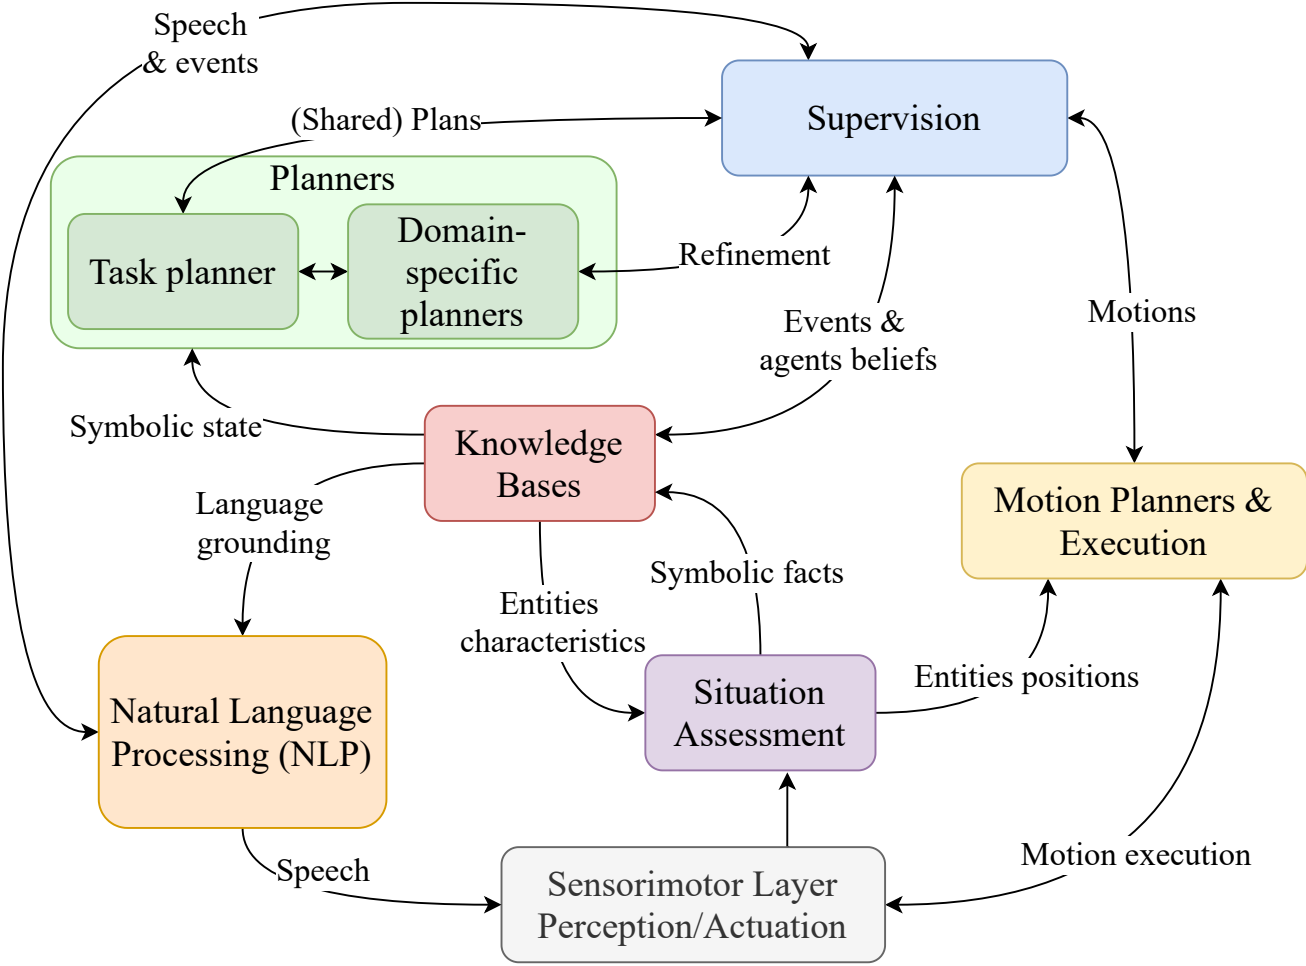 Speech
& events
Supervision
(Shared) Plans
Planners
Task planner
Domain-
specific
planners
Refinement
Events &
agents beliefs
Motions
Symbolic state
Knowledge
Bases
Language
grounding
Motion Planners &
Execution
Symbolic facts
Entities
characteristics
Natural Language
Processing (NLP)
Situation
Assessment
Entities positions
Speech
Sensorimotor Layer
Perception/Actuation
Motion execution